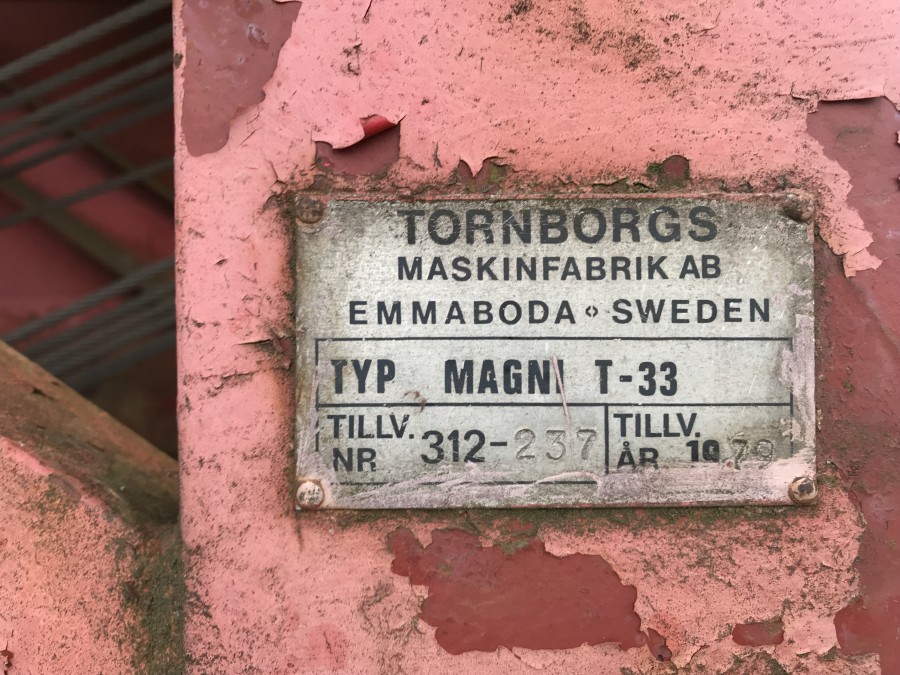 TORNBORGS
MASKINFABRIK AB
EMMABODA SWEDEN
TYP MAGNI T-33
TILLV. NR 312-237
TILLV. ÅR 1979